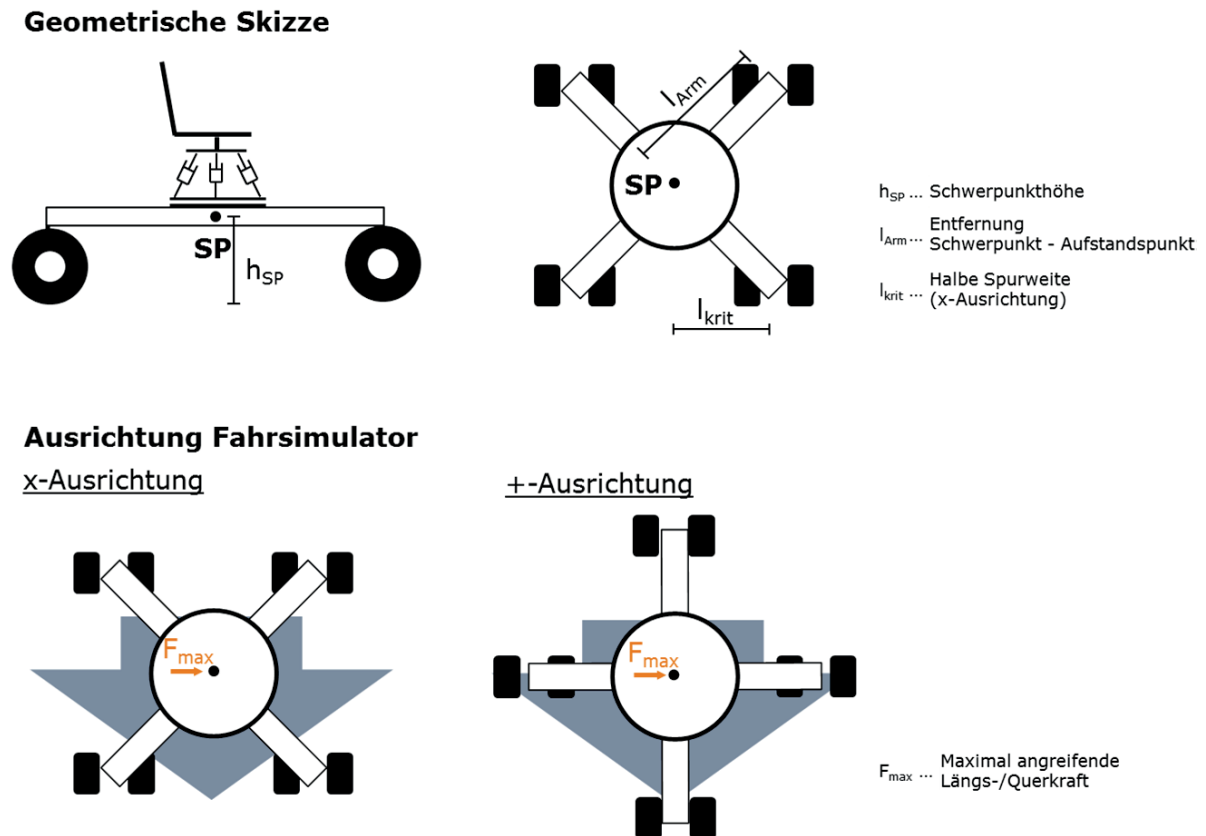 Geometrische Skizze
SP
h_SP
l_Arm
SP
l_krit
h_SP ... Schwerpunkthöhe
l_Arm ... Entfernung
Schwerpunkt - Aufstandspunkt
l_krit ... Halbe Spurweite
(x-Ausrichtung)
Ausrichtung Fahrsimulator
x-Ausrichtung
+-Ausrichtung
F_max
F_max
F_max ... Maximal angreifende
Längs-/Querkraft